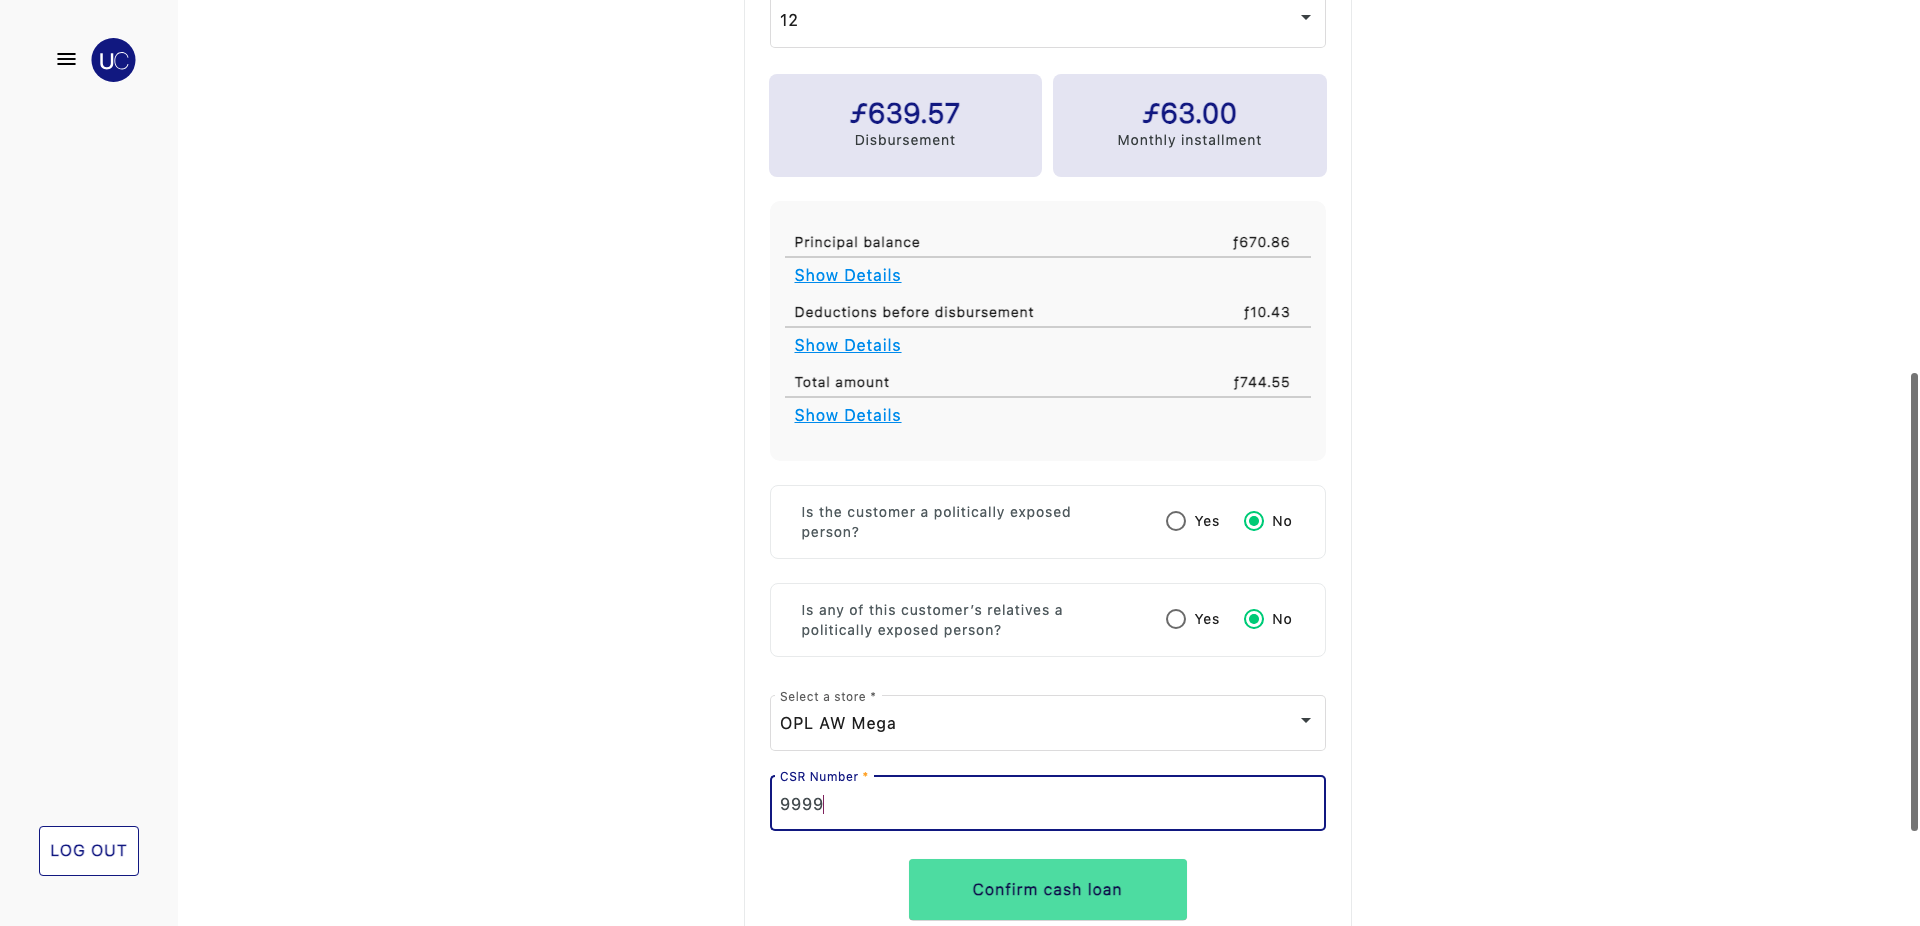 UC
12
ƒ639.57
Disbursement
ƒ63.00
Monthly installment
Principal balance ƒ670.86
Show Details
Deductions before disbursement ƒ10.43
Show Details
Total amount ƒ744.55
Show Details
Is the customer a politically exposed
person?
Yes No
Is any of this customer’s relatives a
politically exposed person?
Yes No
Select a store *
OPL AW Mega
CSR Number *
9999
LOG OUT
Confirm cash loan